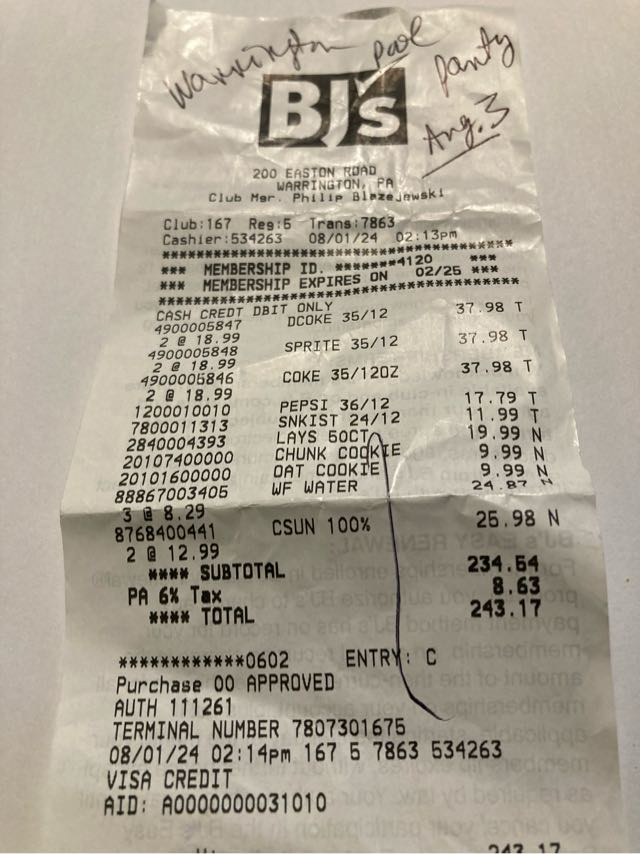 Warrington pool party
Aug. 3
BJ's
200 EASTON ROAD
WARRINGTON, PA
Club Mgr. Philip Blazejewski
Club:167 Reg:5 Trans:7863
Cashier:534263 08/01/24 02:13pm
****************************************
*** MEMBERSHIP ID. *******4120 ***
*** MEMBERSHIP EXPIRES ON 02/25 ***
****************************************
CASH CREDT DBIT ONLY
4900005847 DCOKE 35/12 37.98 T
2 @ 18.99
4900005848 SPRITE 35/12 37.98 T
2 @ 18.99
4900005846 COKE 35/12OZ 37.98 T
2 @ 18.99
1200010010 PEPSI 36/12 17.79 T
7800011313 SNKIST 24/12 11.99 T
2840004393 LAYS 50CT 19.99 N
20107400000 CHUNK COOKIE 9.99 N
20101600000 OAT COOKIE 9.99 N
88867003405 WF WATER 24.87 N
3 @ 8.29
8768400441 CSUN 100% 25.98 N
2 @ 12.99
**** SUBTOTAL 234.54
PA 6% Tax 8.63
**** TOTAL 243.17
************0602 ENTRY: C
Purchase 00 APPROVED
AUTH 111261
TERMINAL NUMBER 7807301675
08/01/24 02:14pm 167 5 7863 534263
VISA CREDIT
AID: A0000000031010
243.17